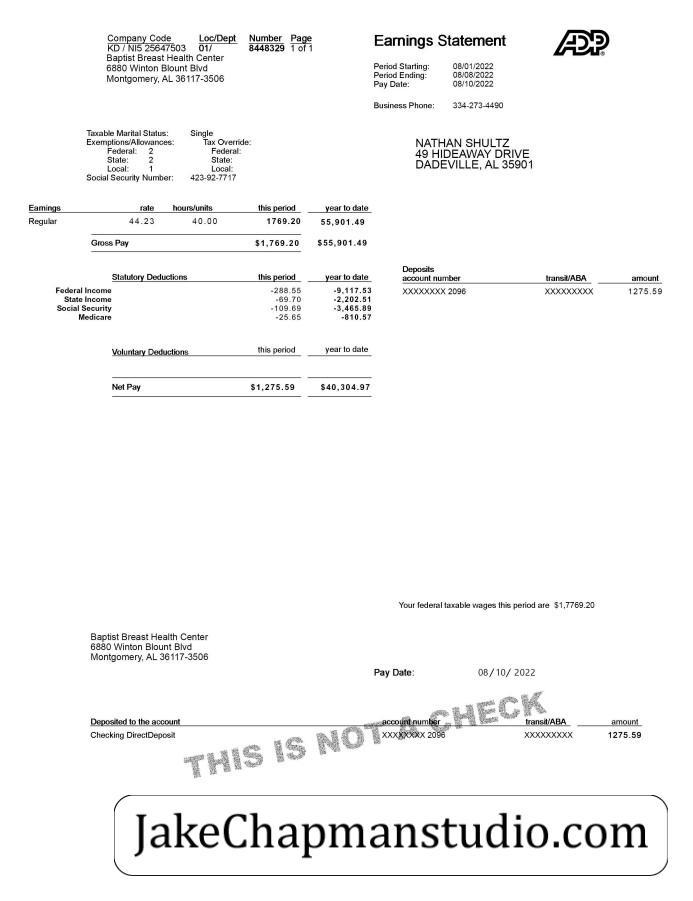 Company Code Loc/Dept Number Page
KD / NI5 25647503 01/ 8448329 1 of 1
Baptist Breast Health Center
6880 Winton Blount Blvd
Montgomery, AL 36117-3506
Earnings Statement
ADP
Period Starting: 08/01/2022
Period Ending: 08/08/2022
Pay Date: 08/10/2022
Business Phone: 334-273-4490
Taxable Marital Status: Single
Exemptions/Allowances: Tax Override:
Federal: 2 Federal:
State: 2 State:
Local: 1 Local:
Social Security Number: 423-92-7717
NATHAN SHULTZ
49 HIDEAWAY DRIVE
DADEVILLE, AL 35901
Earnings rate hours/units this period year to date
Regular 44.23 40.00 1769.20 55,901.49
Gross Pay $1,769.20 $55,901.49
Statutory Deductions this period year to date
Federal Income -288.55 -9,117.53
State Income -69.70 -2,202.51
Social Security -109.69 -3,465.89
Medicare -25.65 -810.57
Deposits
account number transit/ABA amount
XXXXXXXX 2096 XXXXXXXXX 1275.59
Voluntary Deductions this period year to date
Net Pay $1,275.59 $40,304.97
Your federal taxable wages this period are $1,7769.20
Baptist Breast Health Center
6880 Winton Blount Blvd
Montgomery, AL 36117-3506
Pay Date: 08/10/ 2022
Deposited to the account account number transit/ABA amount
Checking DirectDeposit XXXXXXXX 2096 XXXXXXXXX 1275.59
THIS IS NOT A CHECK
JakeChapmanstudio.com